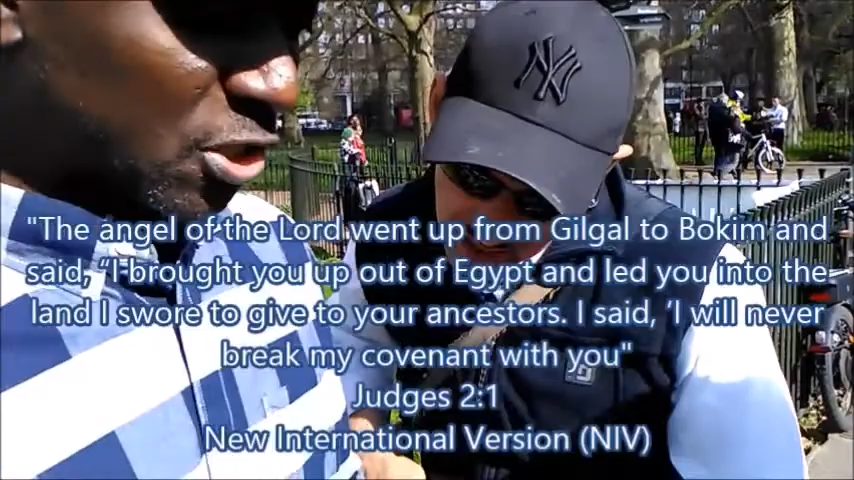 NY
"The angel of the Lord went up from Gilgal to Bokim and
said, “I brought you up out of Egypt and led you into the
land I swore to give to your ancestors. I said, ‘I will never
break my covenant with you"
Judges 2:1
New International Version (NIV)